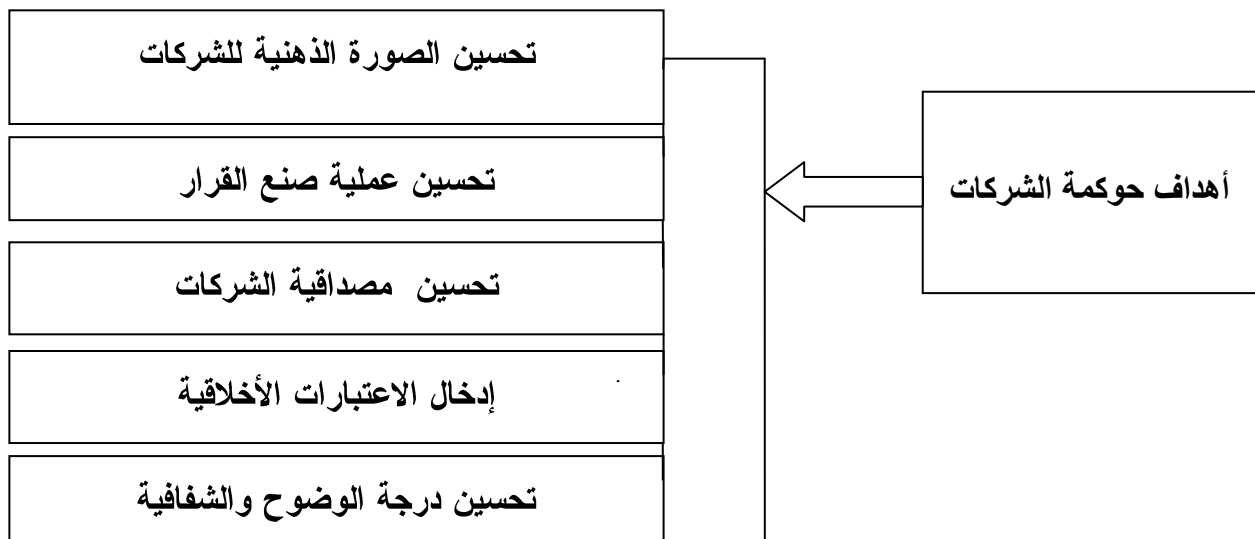 أهداف حوكمة الشركات
تحسين الصورة الذهنية للشركات
تحسين عملية صنع القرار
تحسين مصداقية الشركات
إدخال الاعتبارات الأخلاقية
تحسين درجة الوضوح والشفافية